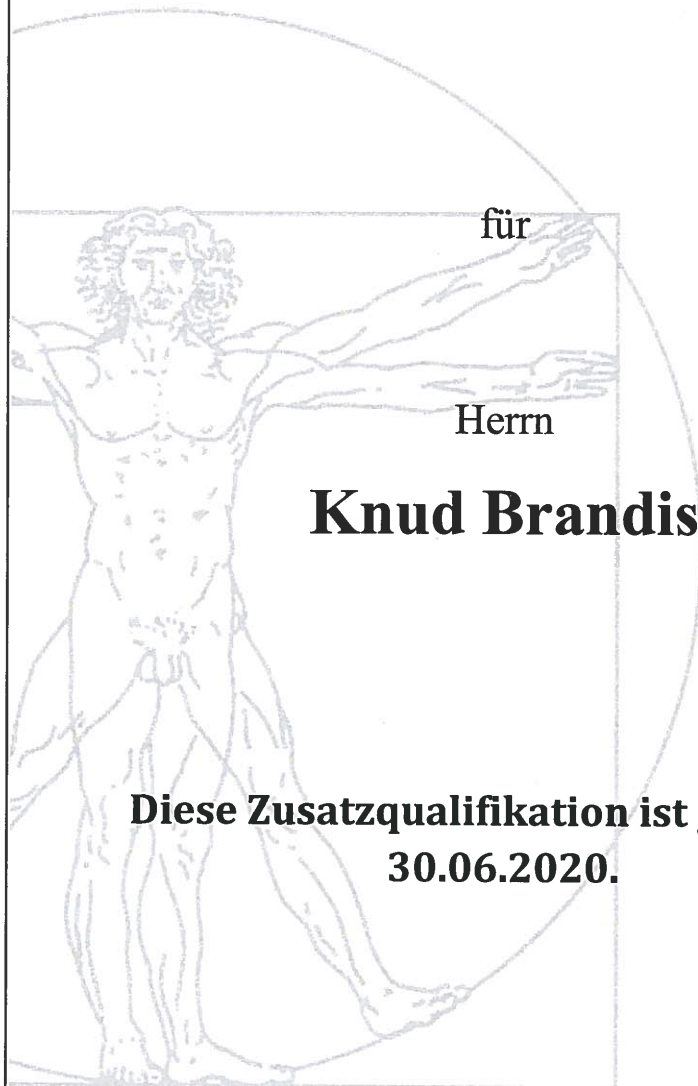 für
Herrn
Knud Brandis
Diese Zusatzqualifikation ist
30.06.2020.